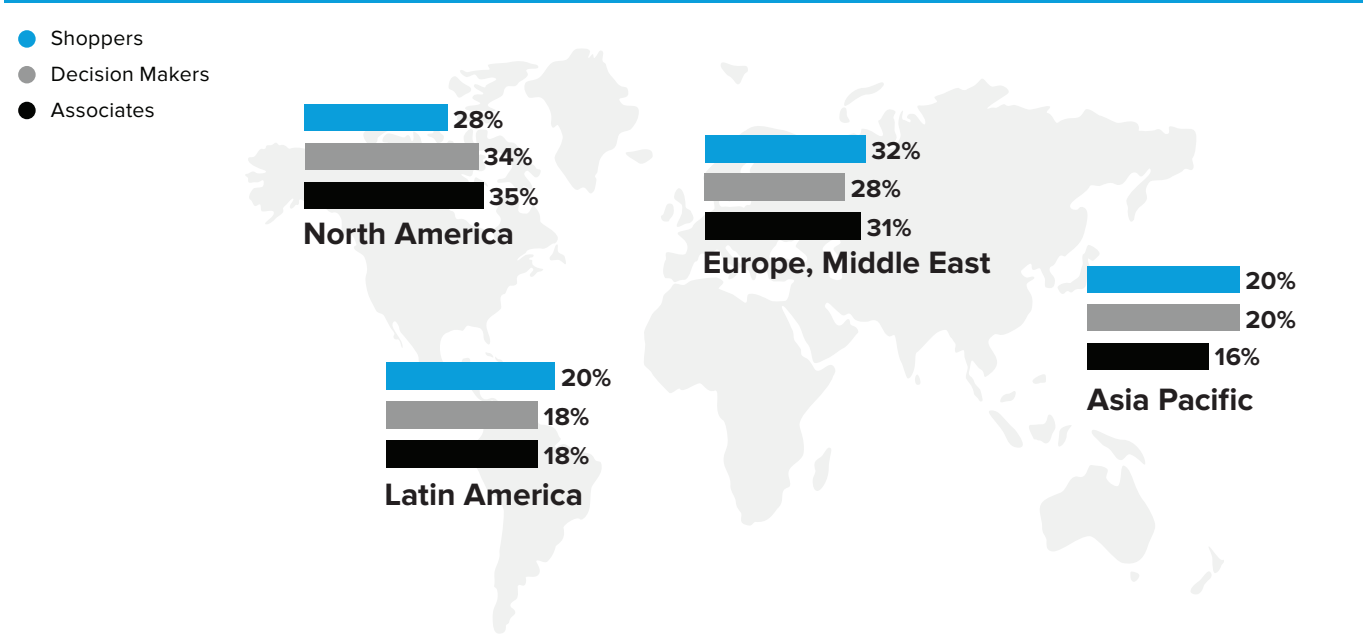 Shoppers
Decision Makers
Associates
28%
34%
35%
North America
32%
28%
31%
Europe, Middle East
20%
20%
16%
Asia Pacific
20%
18%
18%
Latin America